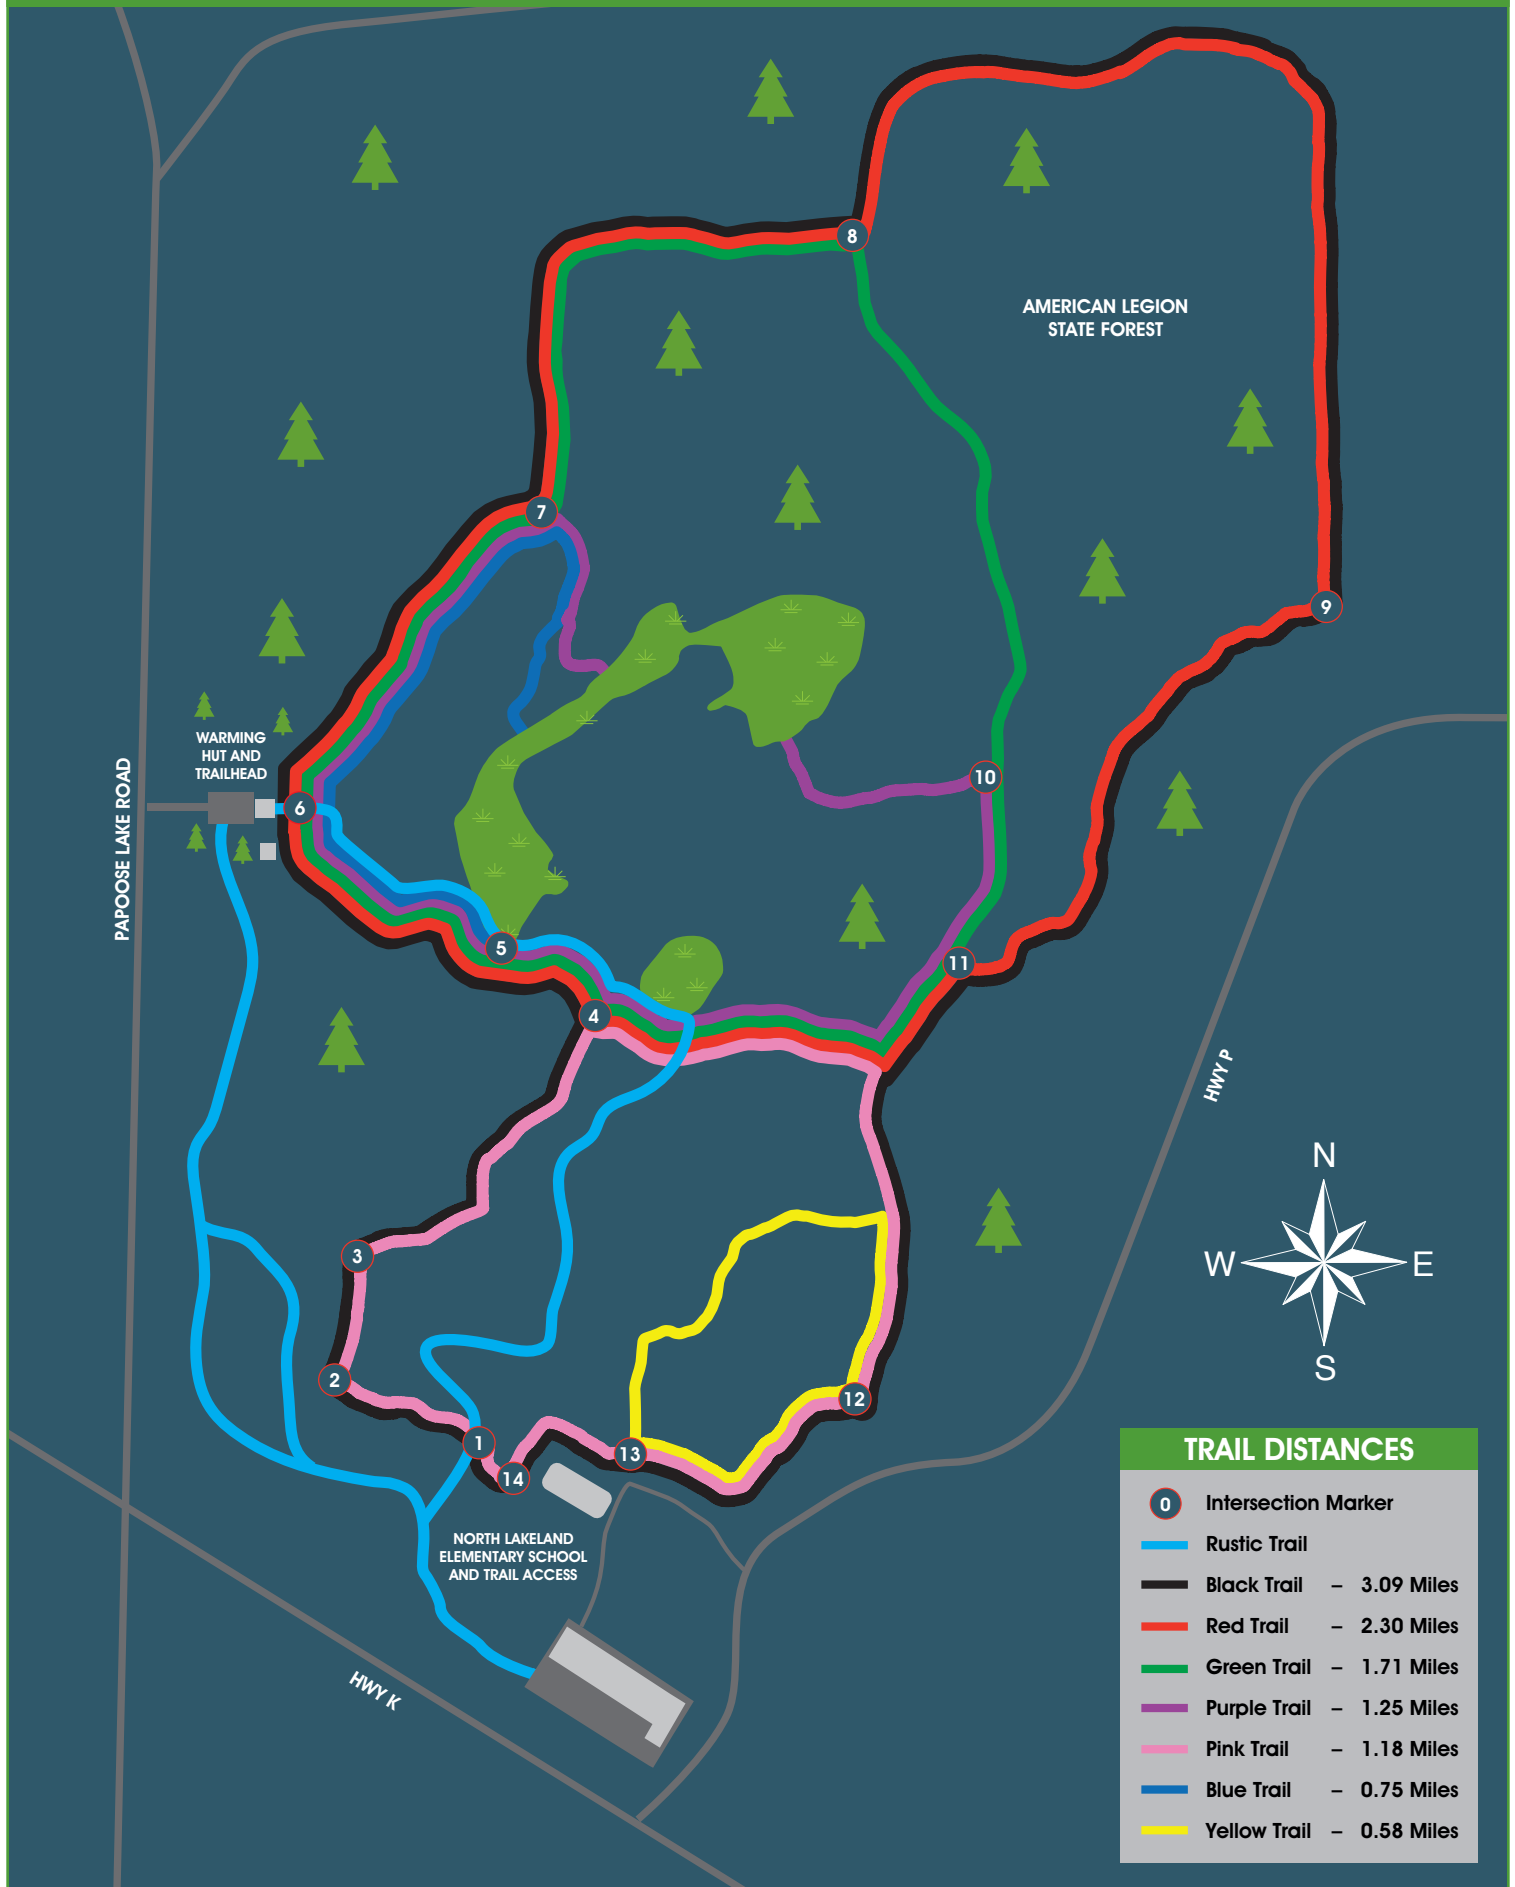 8
AMERICAN LEGION
STATE FOREST
7
9
WARMING
HUT AND
TRAILHEAD
PAPOOSE LAKE ROAD
6
10
5
11
4
HWY P
N
W
E
S
3
2
12
1
13
14
NORTH LAKELAND
ELEMENTARY SCHOOL
AND TRAIL ACCESS
HWY K
TRAIL DISTANCES
0 Intersection Marker
Rustic Trail
Black Trail – 3.09 Miles
Red Trail – 2.30 Miles
Green Trail – 1.71 Miles
Purple Trail – 1.25 Miles
Pink Trail – 1.18 Miles
Blue Trail – 0.75 Miles
Yellow Trail – 0.58 Miles